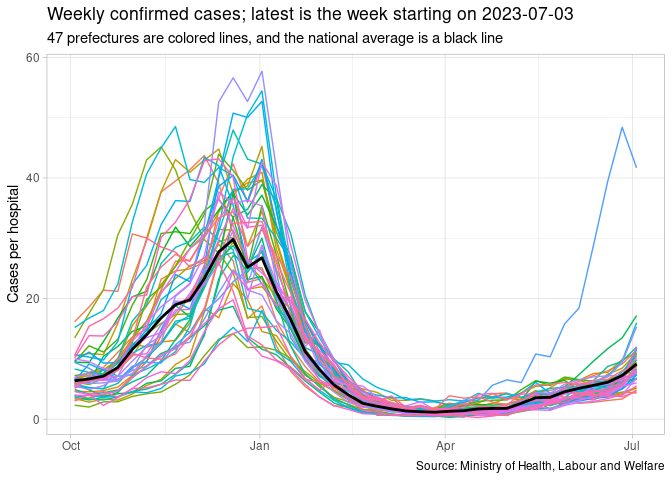 Weekly confirmed cases; latest is the week starting on 2023-07-03
47 prefectures are colored lines, and the national average is a black line
Cases per hospital
60
40
20
0
Oct
Jan
Apr
Jul
Source: Ministry of Health, Labour and Welfare